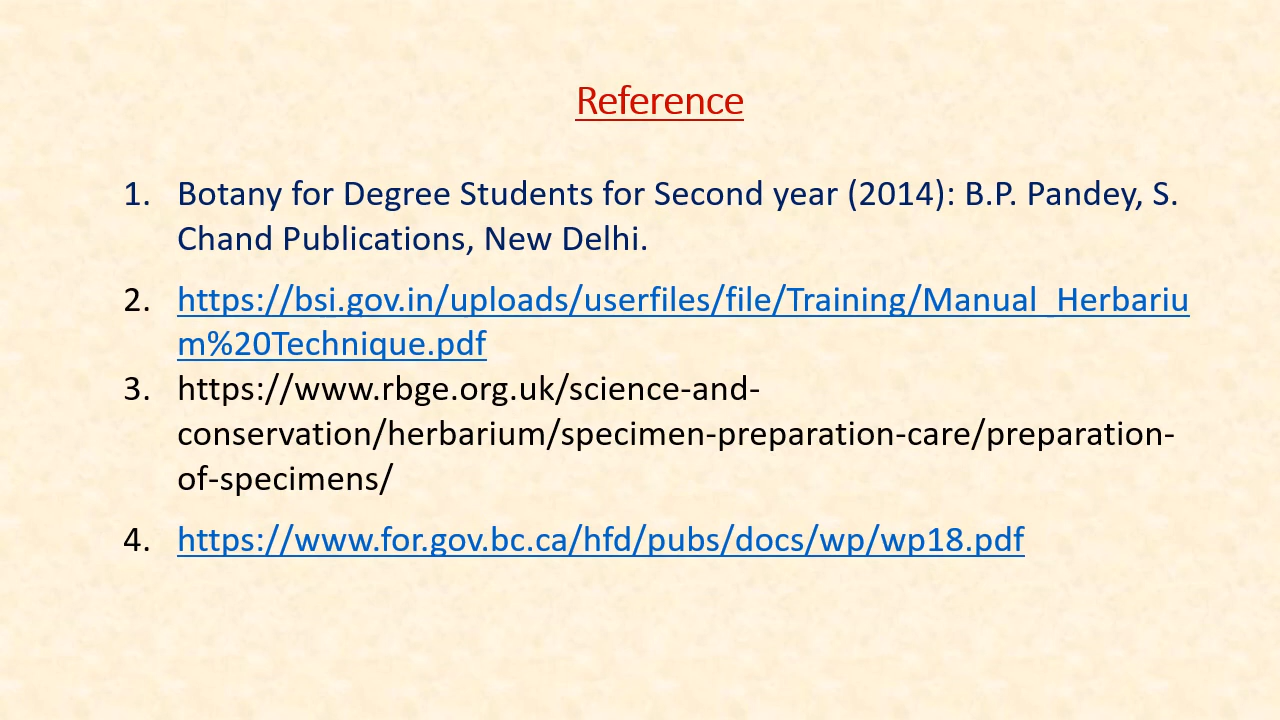 Reference
1. Botany for Degree Students for Second year (2014): B.P. Pandey, S.
Chand Publications, New Delhi.
2. https://bsi.gov.in/uploads/userfiles/file/Training/Manual_Herbariu
m%20Technique.pdf
3. https://www.rbge.org.uk/science-and-
conservation/herbarium/specimen-preparation-care/preparation-
of-specimens/
4. https://www.for.gov.bc.ca/hfd/pubs/docs/wp/wp18.pdf